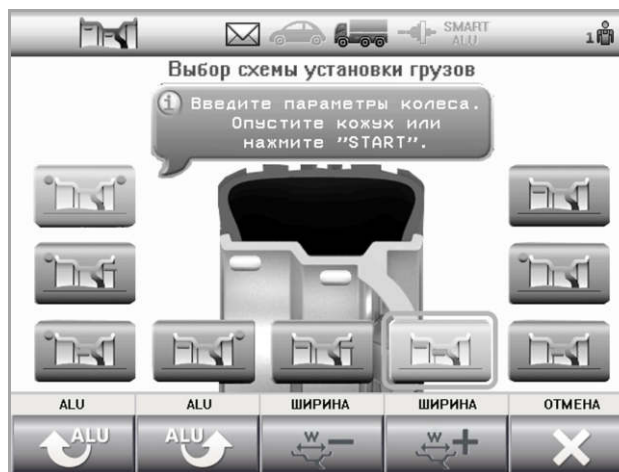 SMART
ALU
1
Выбор схемы установки грузов
i Введите параметры колеса.
Опустите кожух или
нажмите "START".
ALU
ALU
ШИРИНА
ШИРИНА
ОТМЕНА
ALU
ALU
W
W